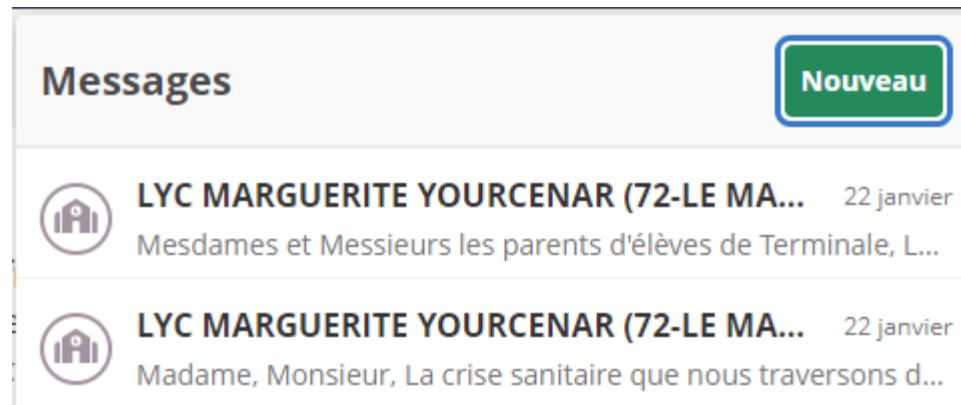 Messages
Nouveau
LYC MARGUERITE YOURCENAR (72-LE MA...
22 janvier
Mesdames et Messieurs les parents d'élèves de Terminale, L...
LYC MARGUERITE YOURCENAR (72-LE MA...
22 janvier
Madame, Monsieur, La crise sanitaire que nous traversons d...